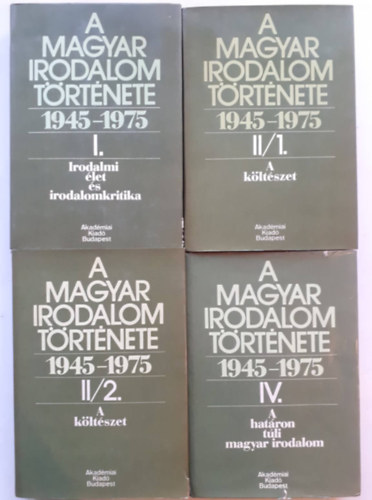 A
MAGYAR
IRODALOM
TÖRTÉNETE
1945-1975
I.
Irodalmi
élet
és
irodalomkritika
Akadémiai
Kiadó
Budapest
A
MAGYAR
IRODALOM
TÖRTÉNETE
1945-1975
II/1.
A
költészet
Akadémiai
Kiadó
Budapest
A
MAGYAR
IRODALOM
TÖRTÉNETE
1945-1975
II/2.
A
költészet
Akadémiai
Kiadó
Budapest
A
MAGYAR
IRODALOM
TÖRTÉNETE
1945-1975
IV.
A
határon
túli
magyar irodalom
Akadémiai
Kiadó
Budapest